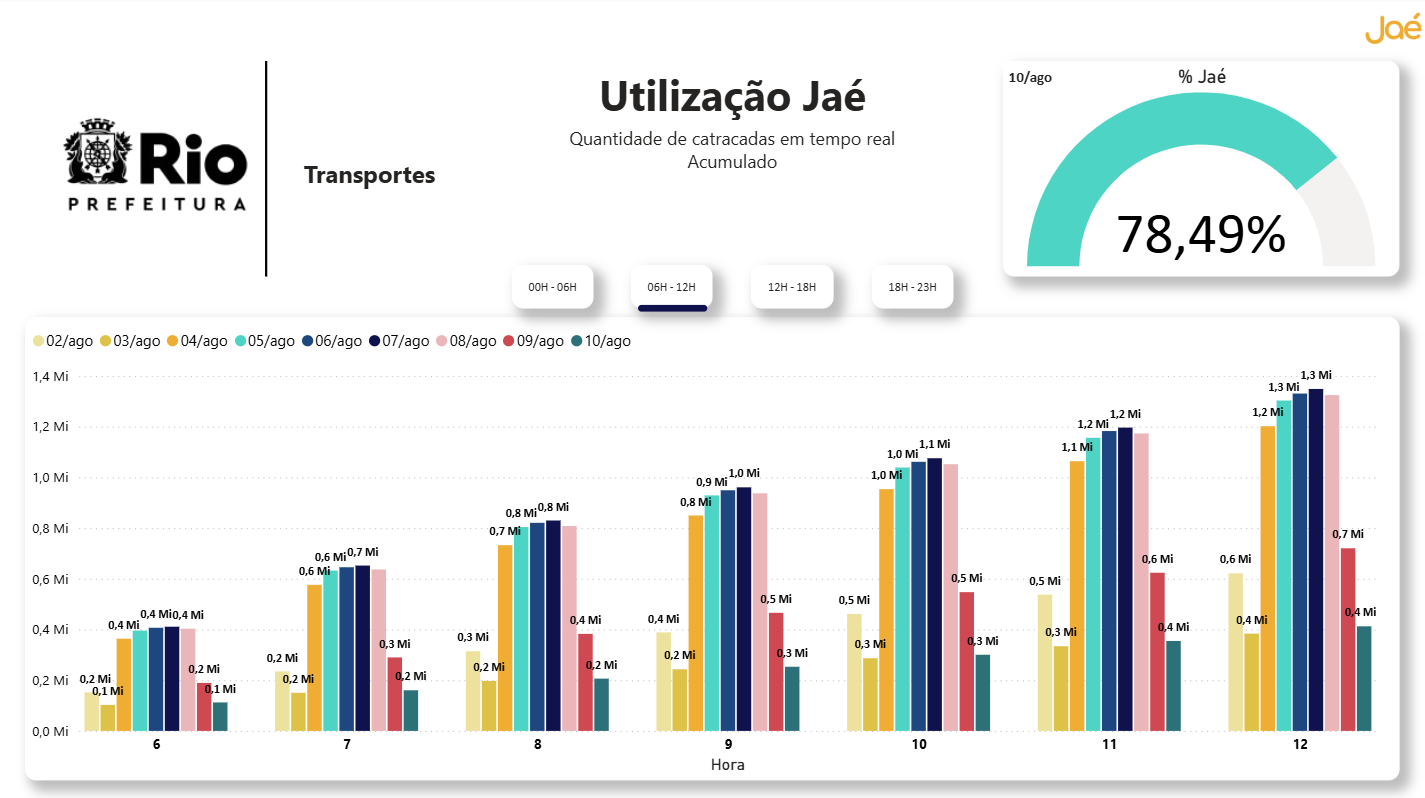 Jaé
Rio
PREFEITURA
Transportes
Utilização Jaé
Quantidade de catracadas em tempo real
Acumulado
10/ago
% Jaé
78,49%
00H - 06H
06H - 12H
12H - 18H
18H - 23H
02/ago 03/ago 04/ago 05/ago 06/ago 07/ago 08/ago 09/ago 10/ago
1,4 Mi
1,2 Mi
1,0 Mi
0,8 Mi
0,6 Mi
0,4 Mi
0,2 Mi
0,0 Mi
0,2 Mi 0,1 Mi 0,4 Mi 0,4 Mi 0,4 Mi 0,2 Mi 0,1 Mi
0,2 Mi 0,2 Mi 0,6 Mi 0,6 Mi 0,7 Mi 0,3 Mi 0,2 Mi
0,3 Mi 0,2 Mi 0,7 Mi 0,8 Mi 0,8 Mi 0,4 Mi 0,2 Mi
0,4 Mi 0,2 Mi 0,8 Mi 0,9 Mi 1,0 Mi 0,5 Mi 0,3 Mi
0,5 Mi 0,3 Mi 1,0 Mi 1,0 Mi 1,1 Mi 0,5 Mi 0,3 Mi
0,5 Mi 0,3 Mi 1,1 Mi 1,2 Mi 1,2 Mi 0,6 Mi 0,4 Mi
0,6 Mi 0,4 Mi 1,2 Mi 1,3 Mi 1,3 Mi 0,7 Mi 0,4 Mi
6 7 8 9 10 11 12
Hora